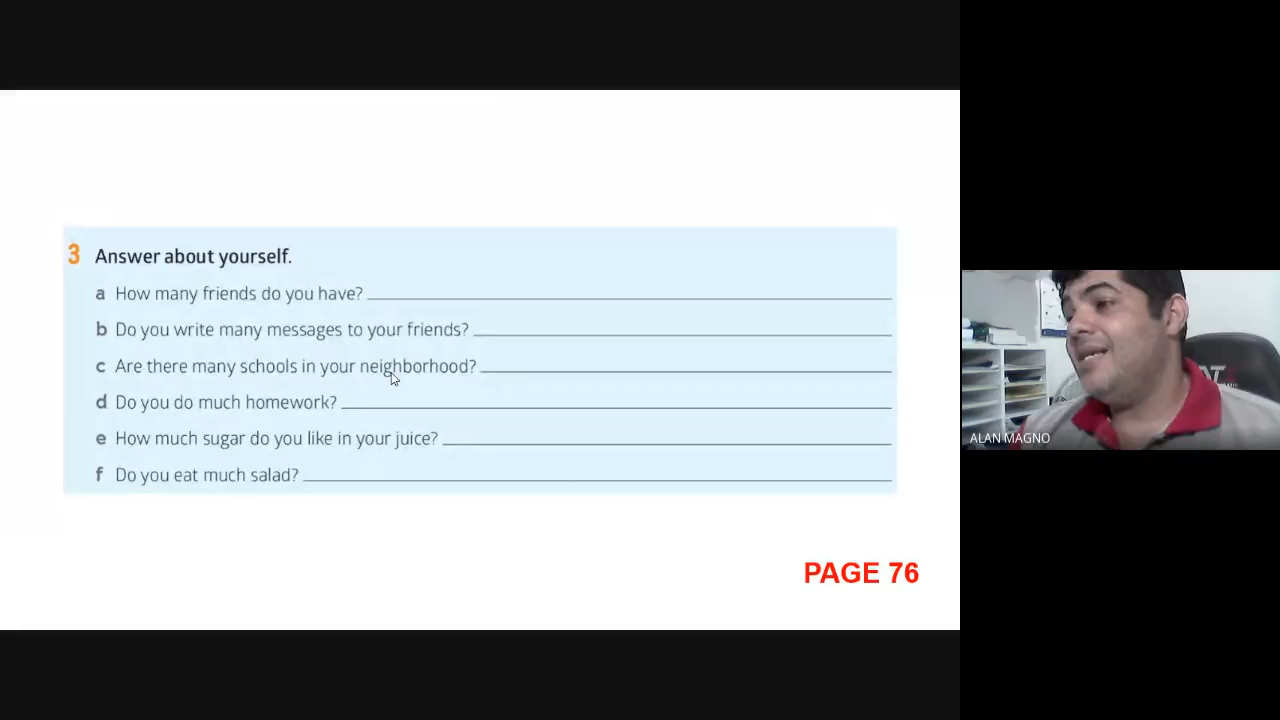 3 Answer about yourself.
a How many friends do you have?
b Do you write many messages to your friends?
c Are there many schools in your neighborhood?
d Do you do much homework?
e How much sugar do you like in your juice?
f Do you eat much salad?
PAGE 76
ALAN MAGNO